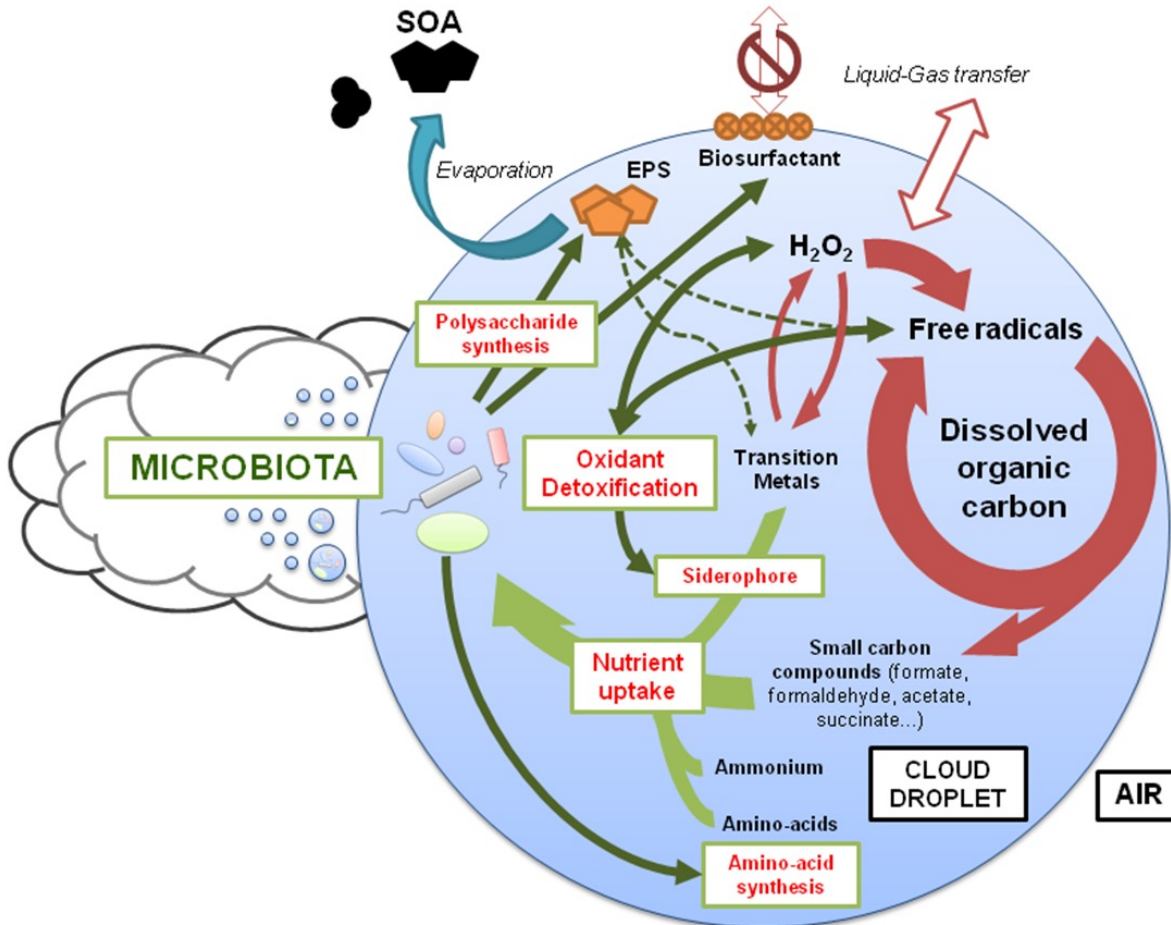 SOA
Liquid-Gas transfer
Evaporation
EPS
Biosurfactant
H₂O₂
Polysaccharide
synthesis
Free radicals
MICROBIOTA
Oxidant
Detoxification
Transition
Metals
Dissolved
organic
carbon
Siderophore
Nutrient
uptake
Small carbon
compounds (formate,
formaldehyde, acetate,
succinate...)
Ammonium
CLOUD
DROPLET
AIR
Amino-acids
Amino-acid
synthesis